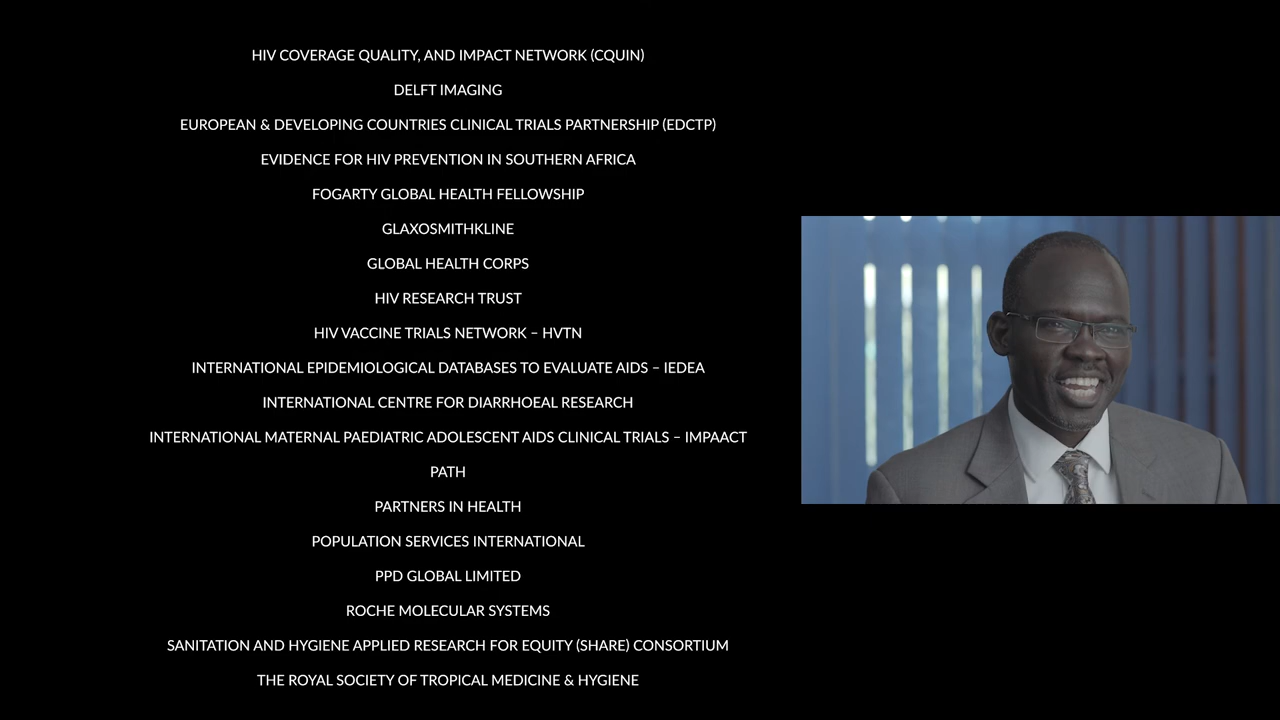 HIV COVERAGE QUALITY, AND IMPACT NETWORK (CQUIN)
DELFT IMAGING
EUROPEAN & DEVELOPING COUNTRIES CLINICAL TRIALS PARTNERSHIP (EDCTP)
EVIDENCE FOR HIV PREVENTION IN SOUTHERN AFRICA
FOGARTY GLOBAL HEALTH FELLOWSHIP
GLAXOSMITHKLINE
GLOBAL HEALTH CORPS
HIV RESEARCH TRUST
HIV VACCINE TRIALS NETWORK – HVTN
INTERNATIONAL EPIDEMIOLOGICAL DATABASES TO EVALUATE AIDS – IEDEA
INTERNATIONAL CENTRE FOR DIARRHOEAL RESEARCH
INTERNATIONAL MATERNAL PAEDIATRIC ADOLESCENT AIDS CLINICAL TRIALS – IMPAACT
PATH
PARTNERS IN HEALTH
POPULATION SERVICES INTERNATIONAL
PPD GLOBAL LIMITED
ROCHE MOLECULAR SYSTEMS
SANITATION AND HYGIENE APPLIED RESEARCH FOR EQUITY (SHARE) CONSORTIUM
THE ROYAL SOCIETY OF TROPICAL MEDICINE & HYGIENE